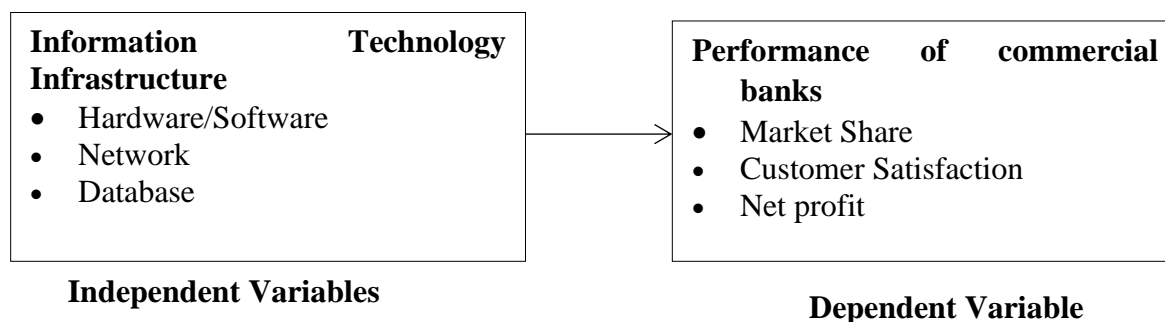 Information Technology
Infrastructure
• Hardware/Software
• Network
• Database
Independent Variables
Performance of commercial
banks
• Market Share
• Customer Satisfaction
• Net profit
Dependent Variable